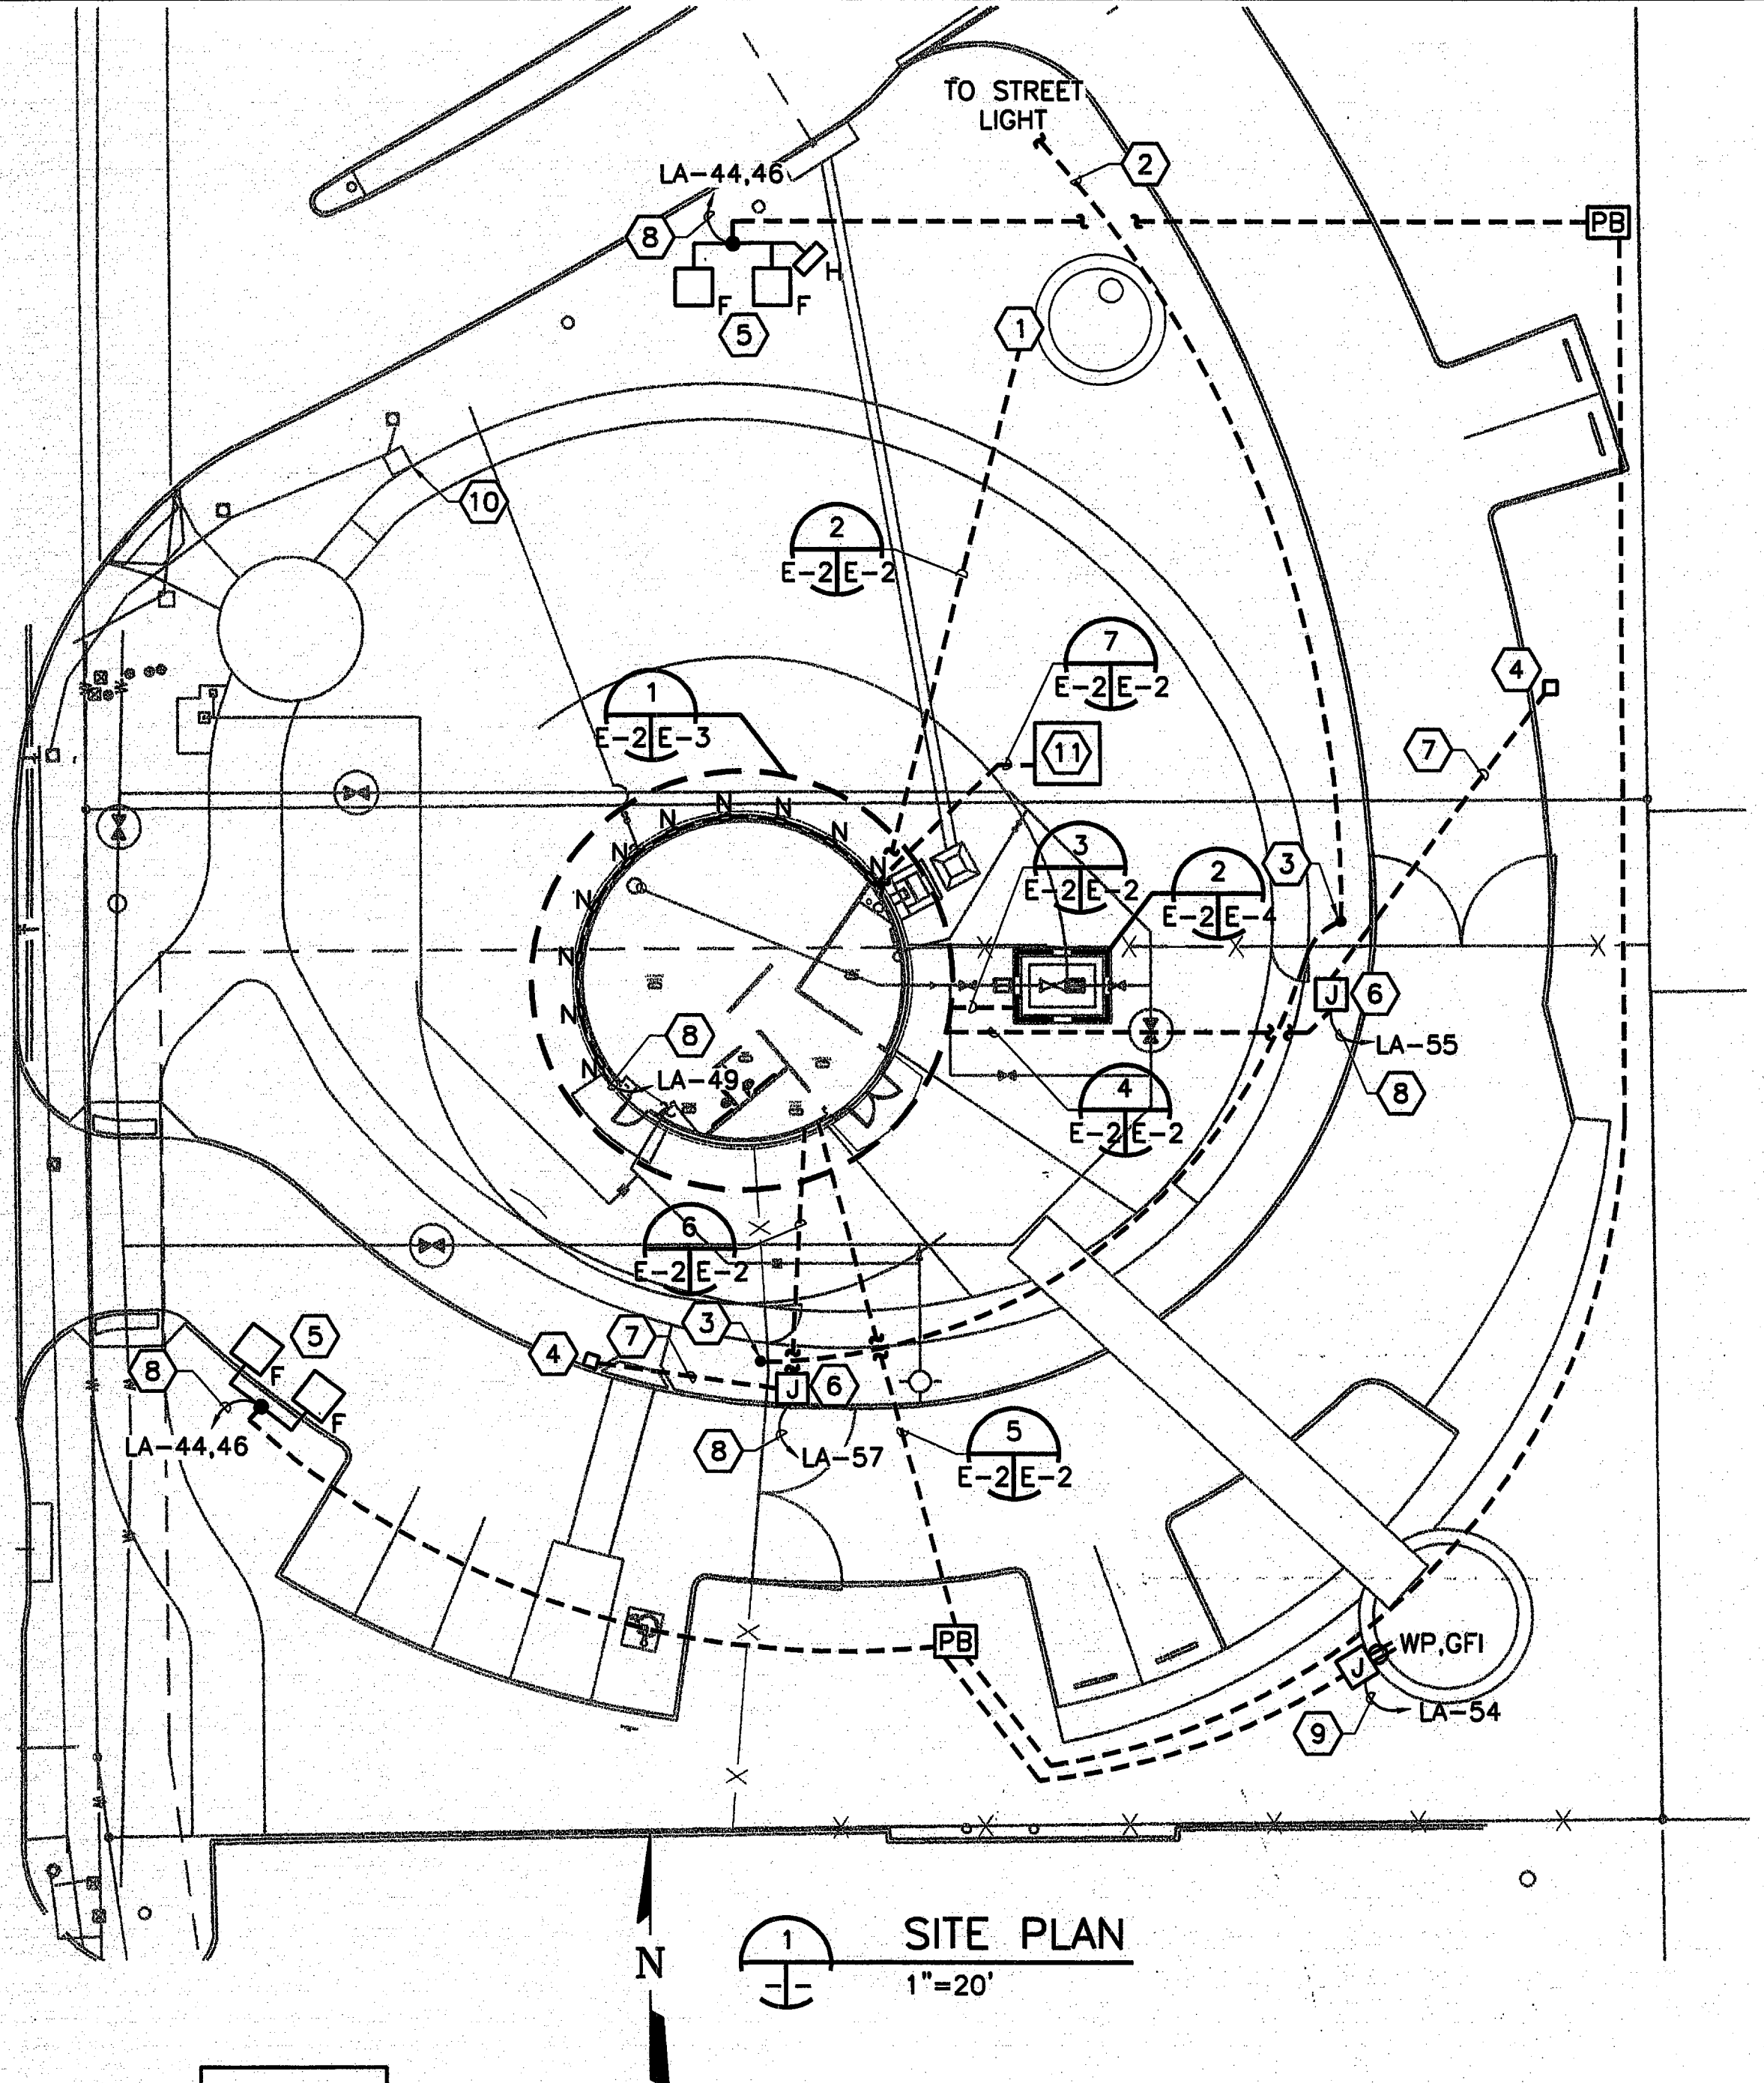 TO STREET
LIGHT
2
LA-44,46
8
PB
H
F
F
5
1
10
2
E-2 E-2
7
E-2 E-2
4
1
E-2 E-3
11
7
N
N
N
N
N
N
N
N
N
N
N
3
E-2 E-2
2
E-2 E-4
3
J
6
LA-55
8
8
LA-49
4
E-2 E-2
T
6
E-2 E-2
3
7
4
5
8
F
F
J
6
LA-44,46
8
LA-57
5
E-2 E-2
PB
WP,GFI
J
LA-54
9
N
1
SITE PLAN
1"=20'